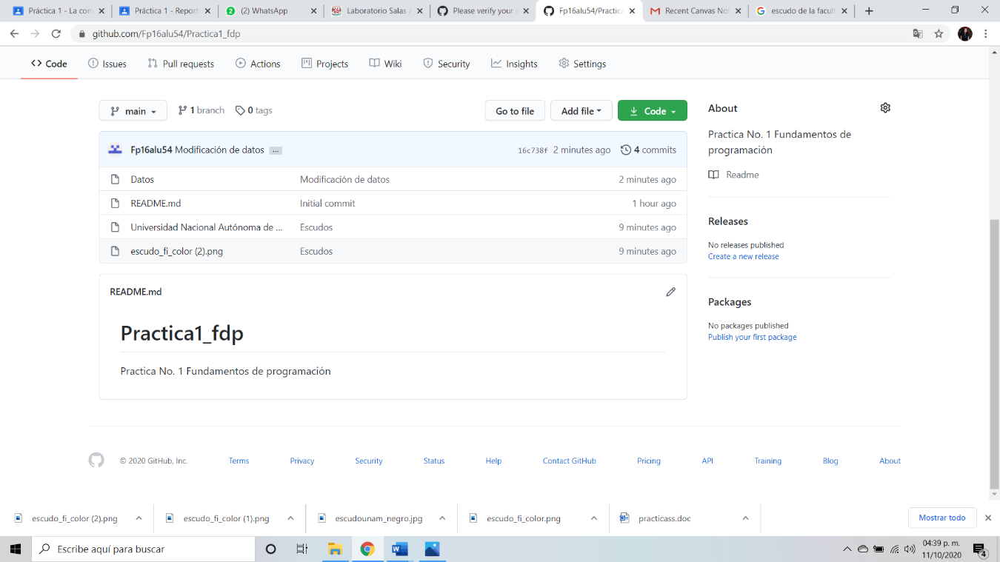 Práctica 1 - La com
Práctica 1 - Report
(2) WhatsApp
Laboratorio Salas A
Please verify your
Fp16alu54/Practica
Recent Canvas Not
escudo de la facult
github.com/Fp16alu54/Practica1_fdp
Code
Issues
Pull requests
Actions
Projects
Wiki
Security
Insights
Settings
main
1 branch
0 tags
Go to file
Add file
Code
About
Practica No. 1 Fundamentos de
programación
Readme
Fp16alu54 Modificación de datos ...
16c738f 2 minutes ago
4 commits
Datos Modificación de datos 2 minutes ago
README.md Initial commit 1 hour ago
Universidad Nacional Autónoma de ... Escudos 9 minutes ago
escudo_fi_color (2).png Escudos 9 minutes ago
Releases
No releases published
Create a new release
README.md
Practica1_fdp
Practica No. 1 Fundamentos de programación
Packages
No packages published
Publish your first package
© 2020 GitHub, Inc.
Terms
Privacy
Security
Status
Help
Contact GitHub
Pricing
API
Training
Blog
About
escudo_fi_color (2).png
escudo_fi_color (1).png
escudounam_negro.jpg
escudo_fi_color.png
practicass.doc
Mostrar todo
Escribe aquí para buscar
04:39 p. m.
11/10/2020
4